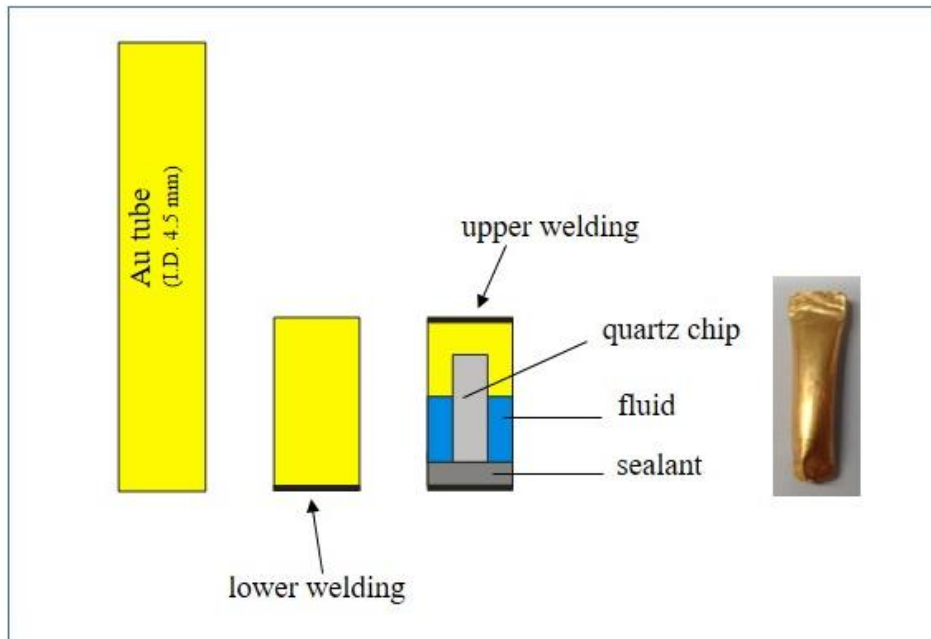 Au tube
(I.D. 4.5 mm)
upper welding
quartz chip
fluid
sealant
lower welding